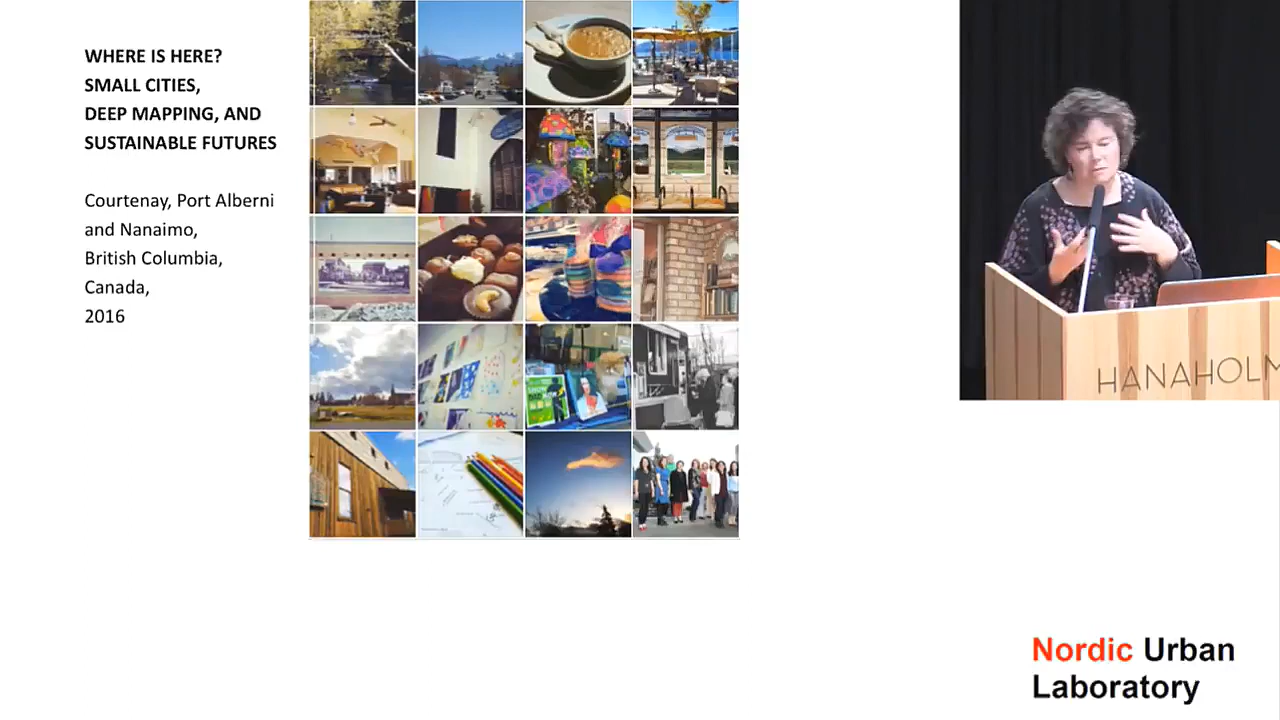 WHERE IS HERE?
SMALL CITIES,
DEEP MAPPING, AND
SUSTAINABLE FUTURES
Courtenay, Port Alberni
and Nanaimo,
British Columbia,
Canada,
2016
HANAHOLM
Nordic Urban
Laboratory